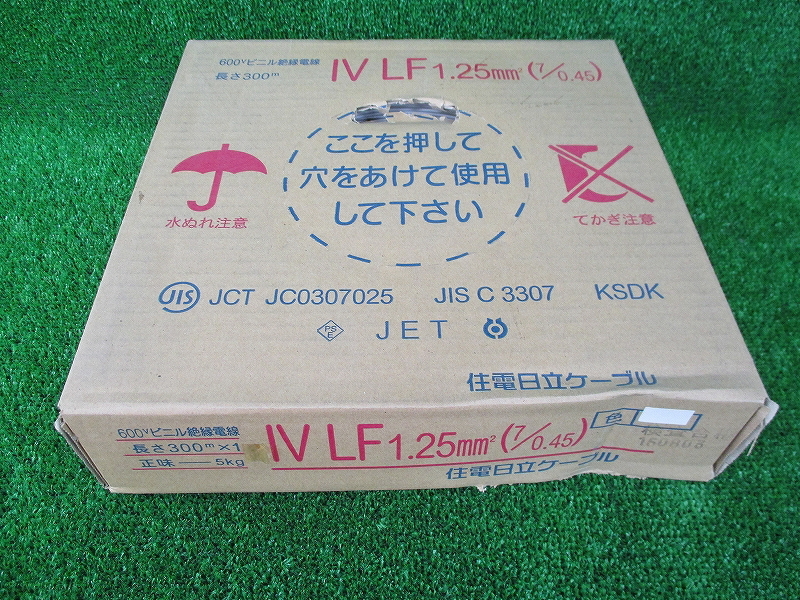 600Vビニル絶縁電線
長さ300m
IV LF 1.25mm² (7/0.45)
ここを押して
穴をあけて使用
して下さい
水ぬれ注意
てかぎ注意
JIS JCT JC0307025 JIS C 3307 KSDK
PSE JET
住電日立ケーブル
600Vビニル絶縁電線
長さ300m×1
正味 — 5kg
IV LF 1.25mm² (7/0.45)
色
住電日立ケーブル